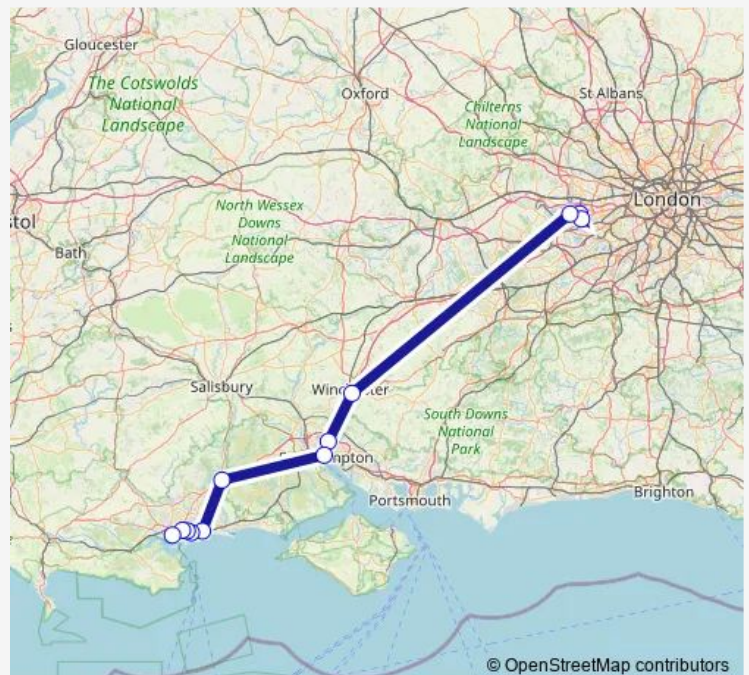 Gloucester
The Cotswolds
National
Landscape
Oxford
St Albans
Chilterns
National
Landscape
London
North Wessex
Downs
National
Landscape
stol
Bath
Salisbury
South Downs
National
Park
Portsmouth
Brighton
© OpenStreetMap contributors